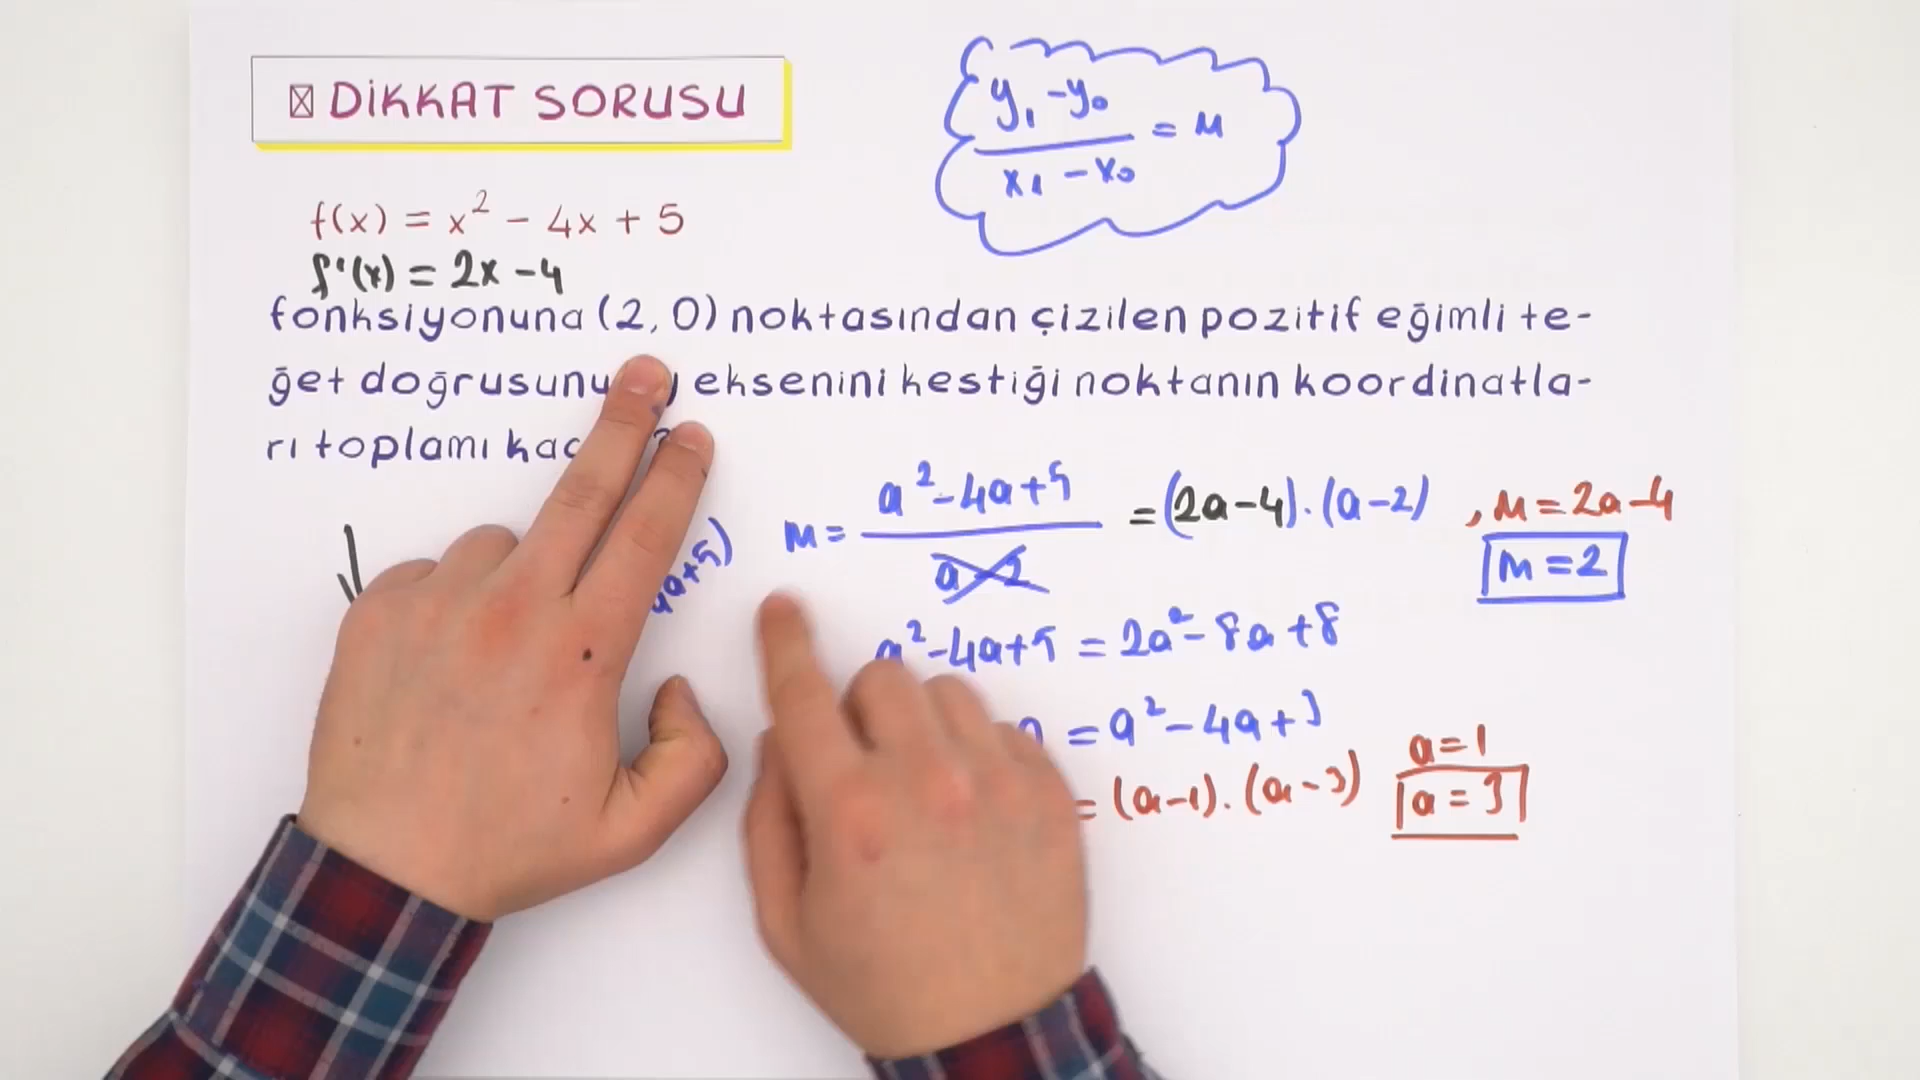 DİKKAT SORUSU
y₁ - y₀ / x₁ - x₀ = M
f(x) = x² - 4x + 5
f'(x) = 2x - 4
fonksiyonuna (2, 0) noktasından çizilen pozitif eğimli te-
ğet doğrusunu eksenini kestiği noktanın koordinatla-
rı toplamı kaç ?
4a+5)
M = a² - 4a + 5 / a - 2 = (2a - 4) . (a - 2) , M = 2a - 4
M = 2
a² - 4a + 5 = 2a² - 8a + 8
= a² - 4a + 3
= (a - 1) . (a - 3)
a = 1
a = 3